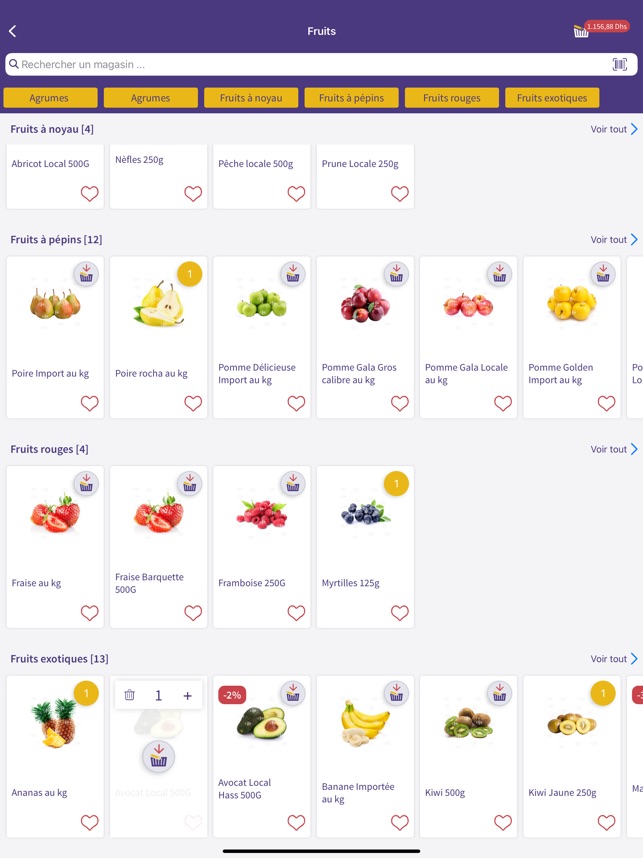 Fruits
1.156,88 Dhs
Rechercher un magasin ...
Agrumes
Agrumes
Fruits à noyau
Fruits à pépins
Fruits rouges
Fruits exotiques
Fruits à noyau [4]
Voir tout
Abricot Local 500G
Nèfles 250g
Pêche locale 500g
Prune Locale 250g
Fruits à pépins [12]
Voir tout
1
Poire Import au kg
Poire rocha au kg
Pomme Délicieuse
Import au kg
Pomme Gala Gros
calibre au kg
Pomme Gala Locale
au kg
Pomme Golden
Import au kg
Po
Lo
Fruits rouges [4]
Voir tout
1
Fraise au kg
Fraise Barquette
500G
Framboise 250G
Myrtilles 125g
Fruits exotiques [13]
Voir tout
1
1
-2%
1
Ananas au kg
Avocat Local 500G
Avocat Local
Hass 500G
Banane Importée
au kg
Kiwi 500g
Kiwi Jaune 250g
Ma